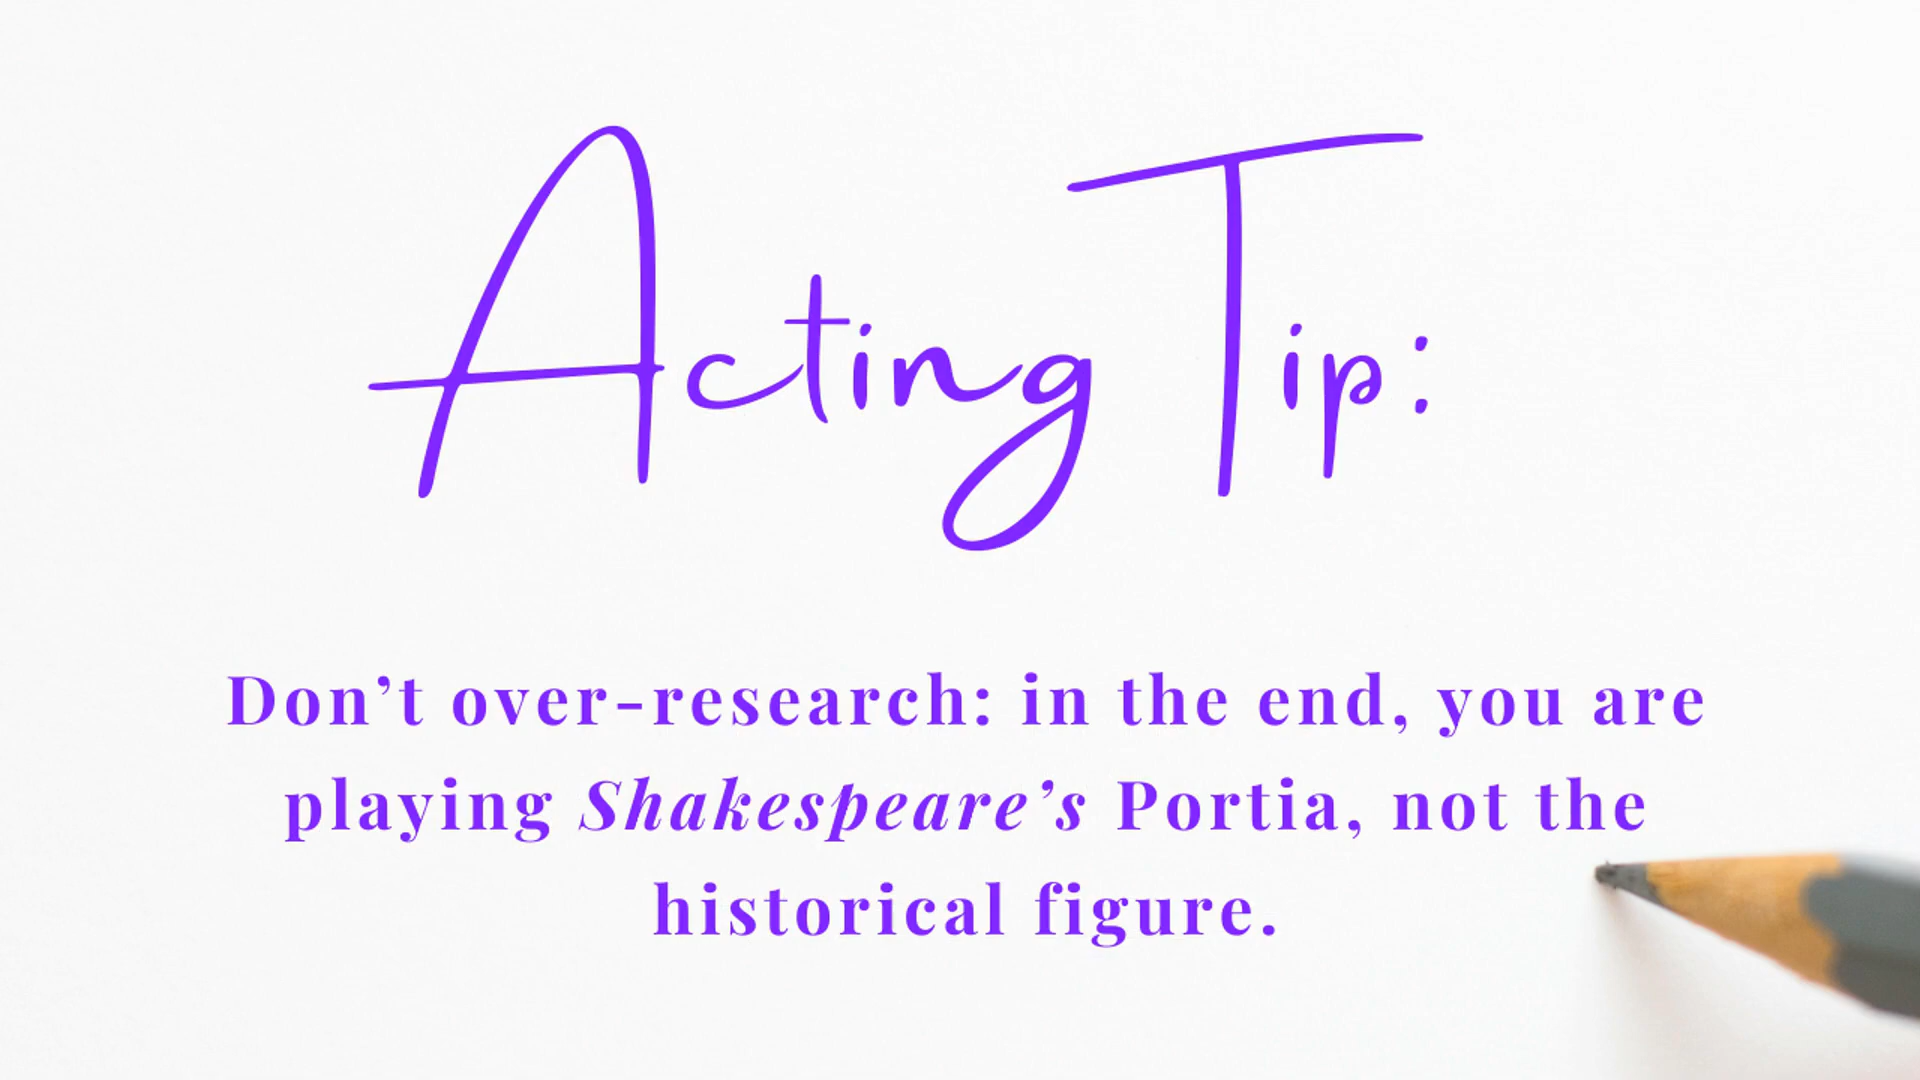 Acting Tip:
Don’t over-research: in the end, you are
playing Shakespeare’s Portia, not the
historical figure.